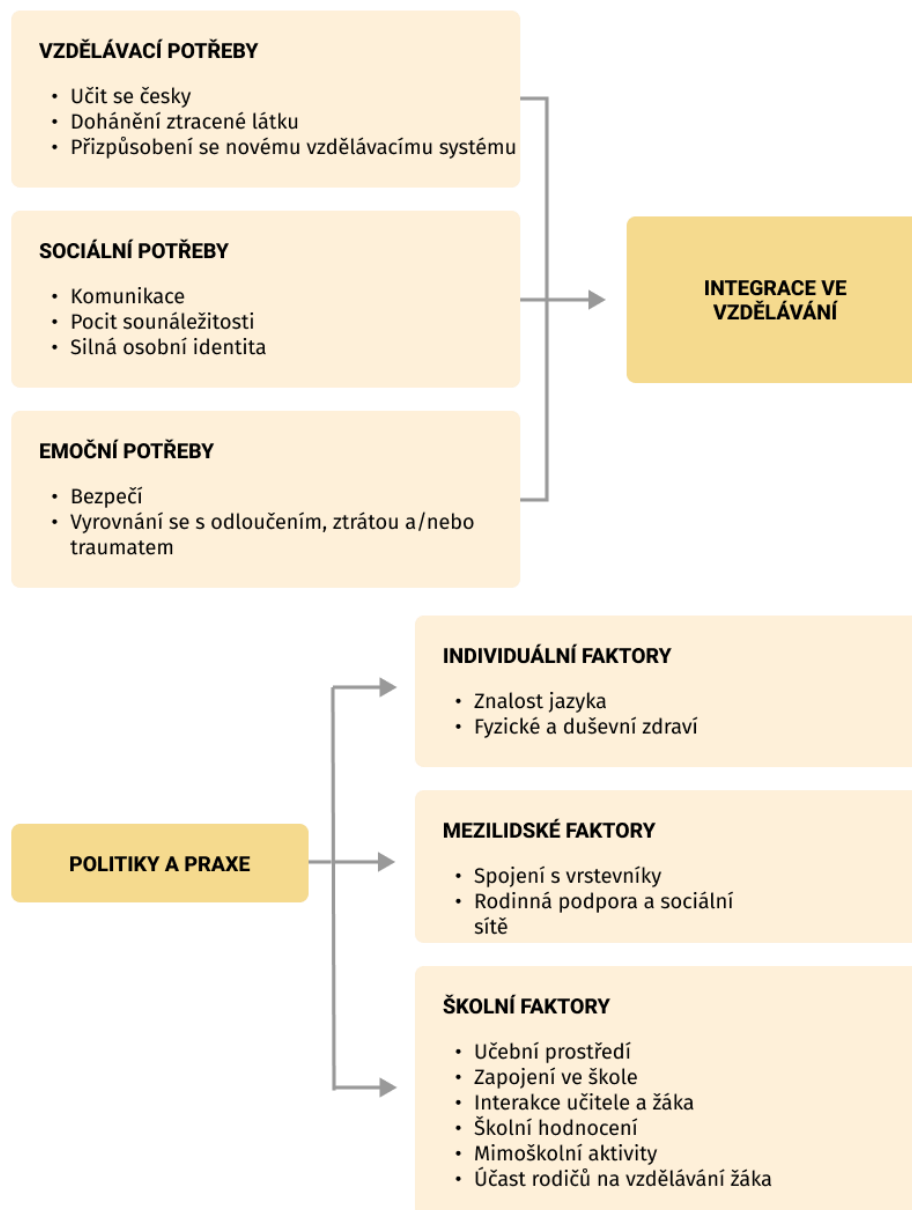 VZDĚLÁVACÍ POTŘEBY
• Učit se česky
• Dohánění ztracené látku
• Přizpůsobení se novému vzdělávacímu systému
SOCIÁLNÍ POTŘEBY
• Komunikace
• Pocit sounáležitosti
• Silná osobní identita
EMOČNÍ POTŘEBY
• Bezpečí
• Vyrovnání se s odloučením, ztrátou a/nebo
traumatem
INTEGRACE VE
VZDĚLÁVÁNÍ
POLITIKY A PRAXE
INDIVIDUÁLNÍ FAKTORY
• Znalost jazyka
• Fyzické a duševní zdraví
MEZILIDSKÉ FAKTORY
• Spojení s vrstevníky
• Rodinná podpora a sociální
sítě
ŠKOLNÍ FAKTORY
• Učební prostředí
• Zapojení ve škole
• Interakce učitele a žáka
• Školní hodnocení
• Mimoškolní aktivity
• Účast rodičů na vzdělávání žáka